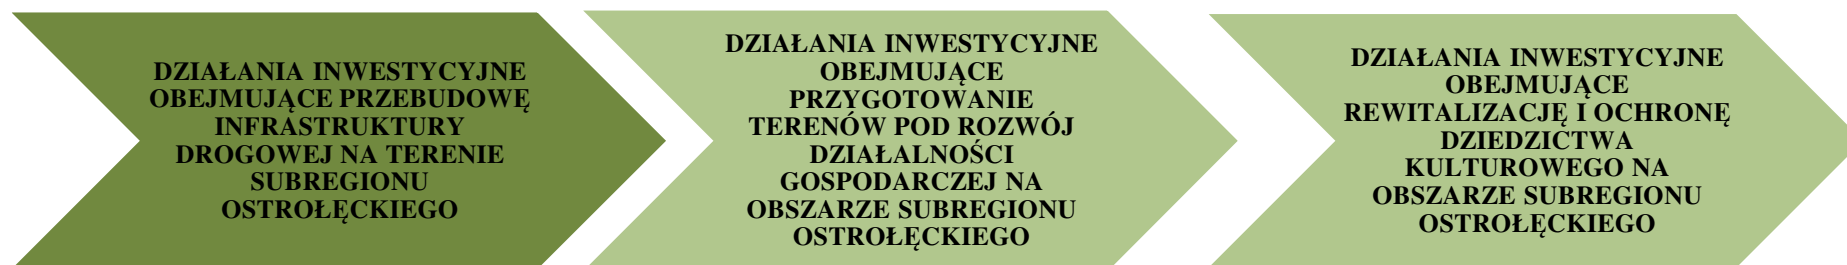 DZIAŁANIA INWESTYCYJNE
OBEJMUJĄCE PRZEBUDOWĘ
INFRASTRUKTURY
DROGOWEJ NA TERENIE
SUBREGIONU
OSTROŁĘCKIEGO
DZIAŁANIA INWESTYCYJNE
OBEJMUJĄCE
PRZYGOTOWANIE
TERENÓW POD ROZWÓJ
DZIAŁALNOŚCI
GOSPODARCZEJ NA
OBSZARZE SUBREGIONU
OSTROŁĘCKIEGO
DZIAŁANIA INWESTYCYJNE
OBEJMUJĄCE
REWITALIZACJĘ I OCHRONĘ
DZIEDZICTWA
KULTUROWEGO NA
OBSZARZE SUBREGIONU
OSTROŁĘCKIEGO